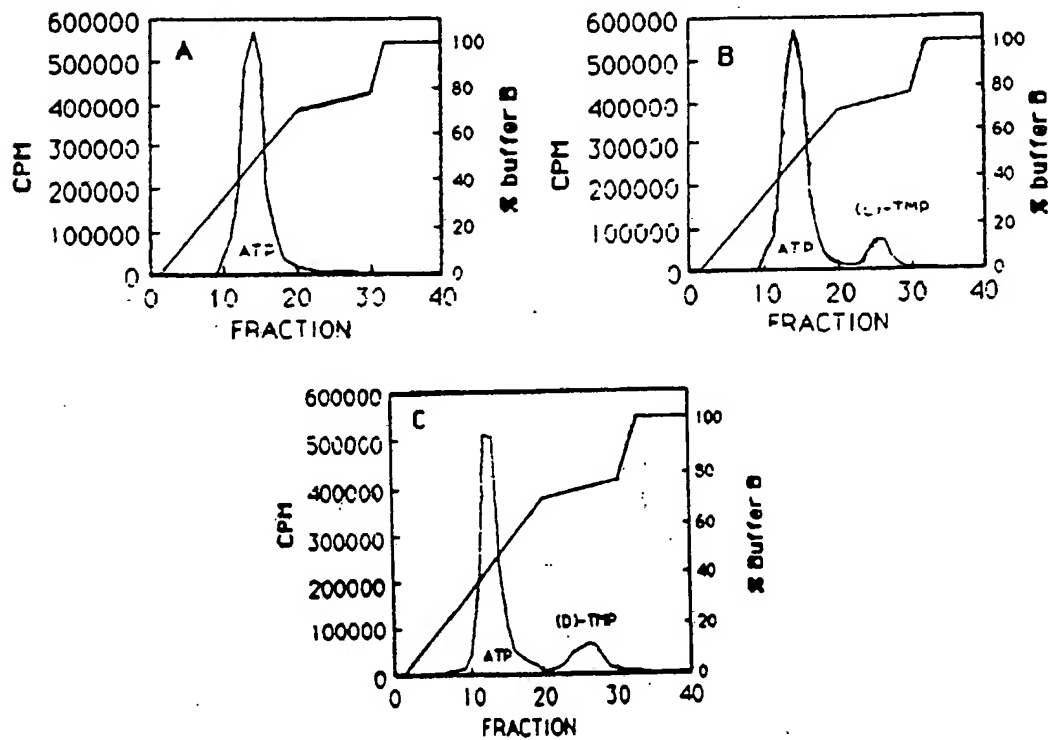 A
600000
500000
400000
300000
200000
100000
0
CPM
ATP
100
80
60
40
20
0
% buffer B
0 10 20 30 40
FRACTION
B
600000
500000
400000
300000
200000
100000
0
CPM
ATP
(L)-TMP
100
80
60
40
20
0
% buffer B
0 10 20 30 40
FRACTION
C
600000
500000
400000
300000
200000
100000
0
CPM
ATP
(D)-TMP
100
80
60
40
20
0
% Buffer B
0 10 20 30 40
FRACTION